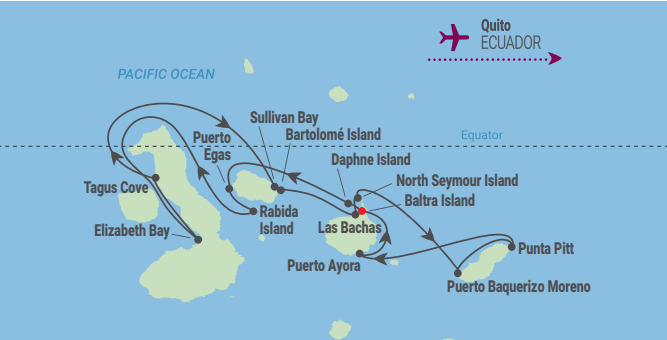 Quito
ECUADOR
PACIFIC OCEAN
Sullivan Bay
Bartolomé Island
Equator
Puerto
Egas
Daphne Island
North Seymour Island
Tagus Cove
Baltra Island
Rabida
Island
Las Bachas
Elizabeth Bay
Punta Pitt
Puerto Ayora
Puerto Baquerizo Moreno